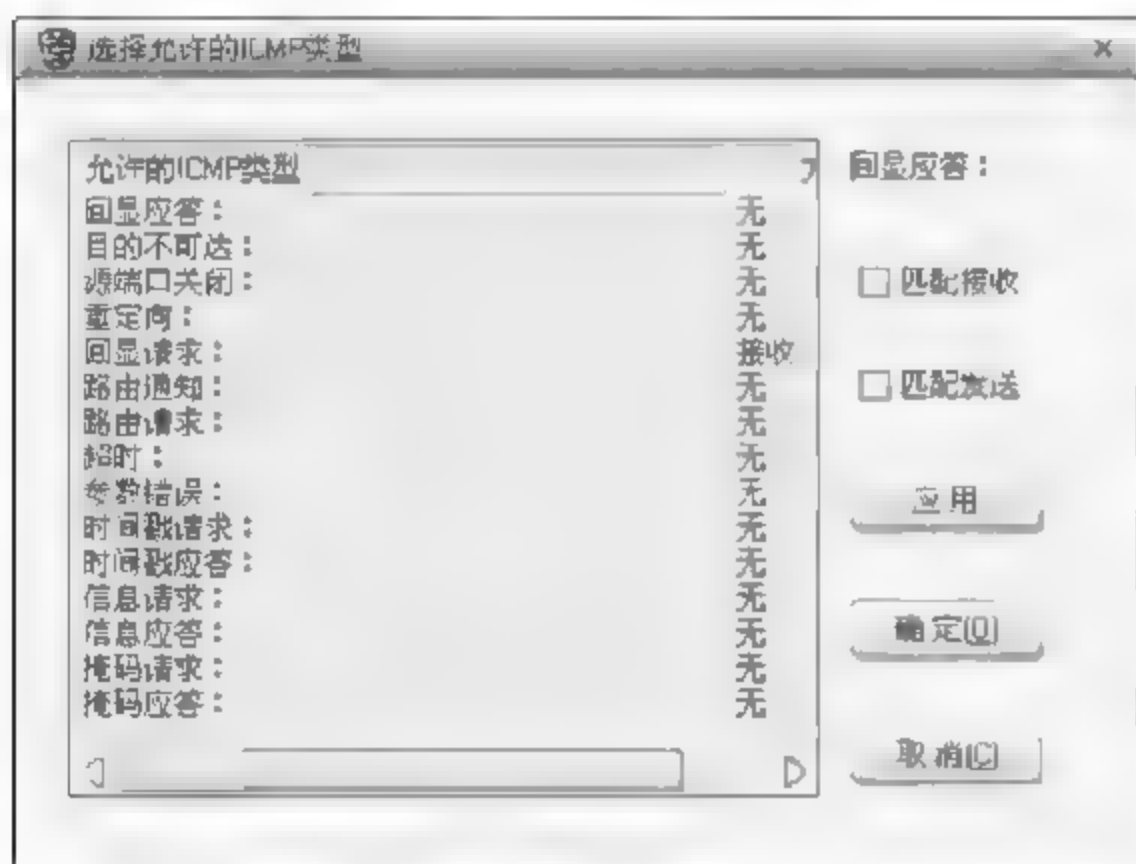 选择允许的ICMP类型
允许的ICMP类型
回显应答： 无
目的不可达： 无
源端口关闭： 无
重定向： 无
回显请求： 接收
路由通知： 无
路由请求： 无
超时： 无
参数错误： 无
时间戳请求： 无
时间戳应答： 无
信息请求： 无
信息应答： 无
掩码请求： 无
掩码应答： 无
回显应答：
匹配接收
匹配发送
应用
确定(O)
取消(C)